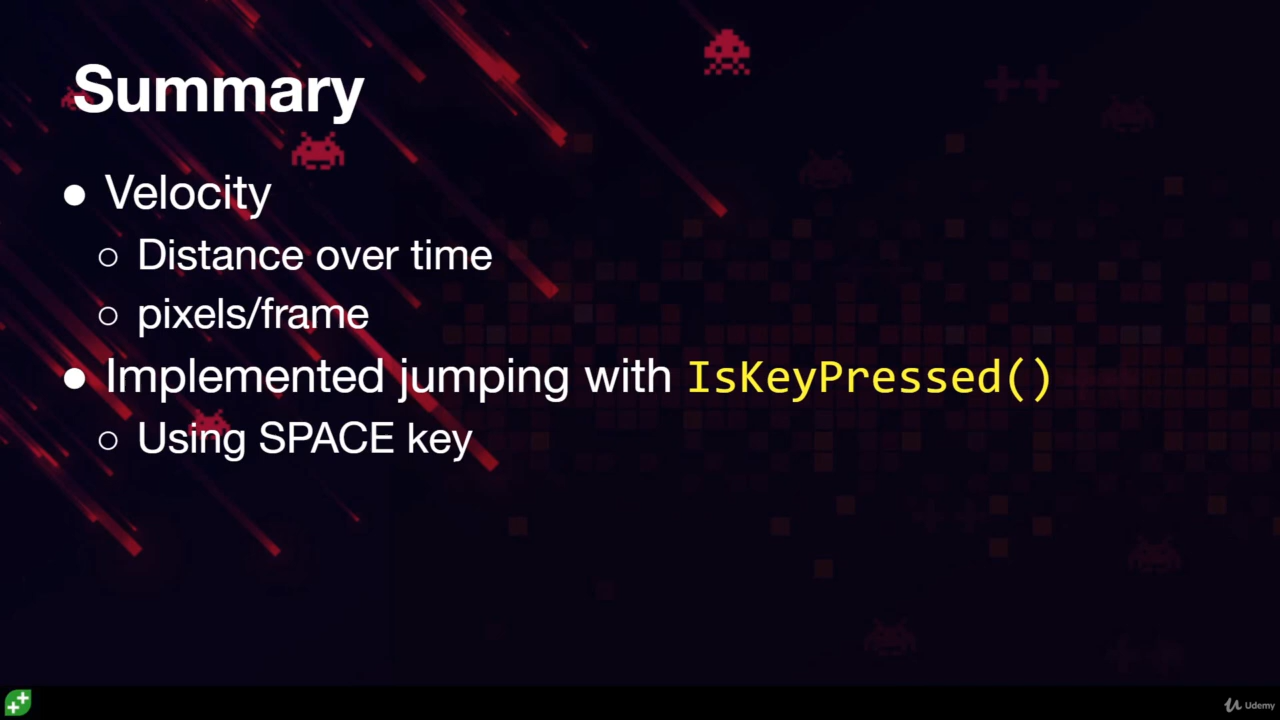 Summary
● Velocity
○ Distance over time
○ pixels/frame
● Implemented jumping with IsKeyPressed()
○ Using SPACE key
Udemy